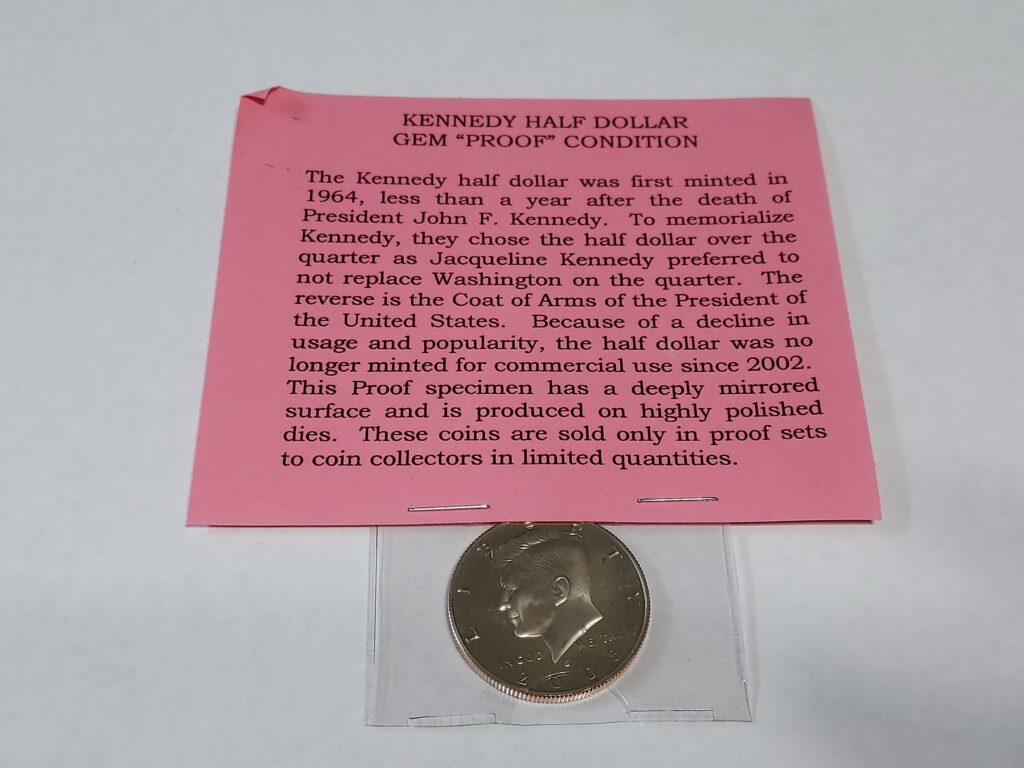 KENNEDY HALF DOLLAR
GEM “PROOF” CONDITION
The Kennedy half dollar was first minted in
1964, less than a year after the death of
President John F. Kennedy. To memorialize
Kennedy, they chose the half dollar over the
quarter as Jacqueline Kennedy preferred to
not replace Washington on the quarter. The
reverse is the Coat of Arms of the President of
the United States. Because of a decline in
usage and popularity, the half dollar was no
longer minted for commercial use since 2002.
This Proof specimen has a deeply mirrored
surface and is produced on highly polished
dies. These coins are sold only in proof sets
to coin collectors in limited quantities.
LIBERTY
IN GOD WE TRUST